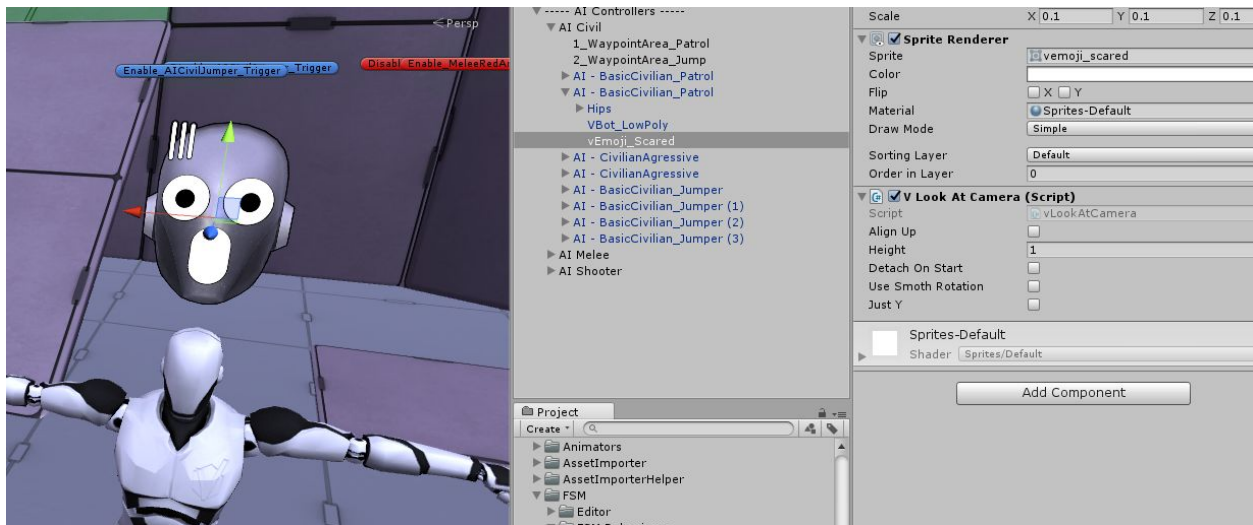 Persp
Enable_AICivilJumper_Trigger
_Trigger
Disabl
Enable_MeleeRedA
----- AI Controllers -----
AI Civil
1_WaypointArea_Patrol
2_WaypointArea_Jump
AI - BasicCivilian_Patrol
AI - BasicCivilian_Patrol
Hips
VBot_LowPoly
vEmoji_Scared
AI - CivilianAgressive
AI - CivilianAgressive
AI - BasicCivilian_Jumper
AI - BasicCivilian_Jumper (1)
AI - BasicCivilian_Jumper (2)
AI - BasicCivilian_Jumper (3)
AI Melee
AI Shooter
Project
Create
Animators
AssetImporter
AssetImporterHelper
FSM
Editor
Scale X 0.1 Y 0.1 Z 0.1
Sprite Renderer
Sprite vemoji_scared
Color
Flip X Y
Material Sprites-Default
Draw Mode Simple
Sorting Layer Default
Order in Layer 0
V Look At Camera (Script)
Script vLookAtCamera
Align Up
Height 1
Detach On Start
Use Smoth Rotation
Just Y
Sprites-Default
Shader Sprites/Default
Add Component